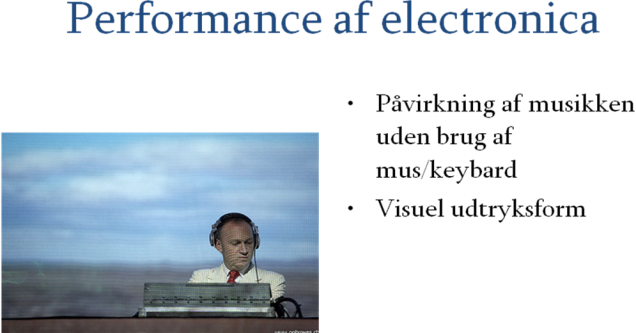 Performance af electronica
• Påvirkning af musikken
uden brug af
mus/keybard
• Visuel udtryksform